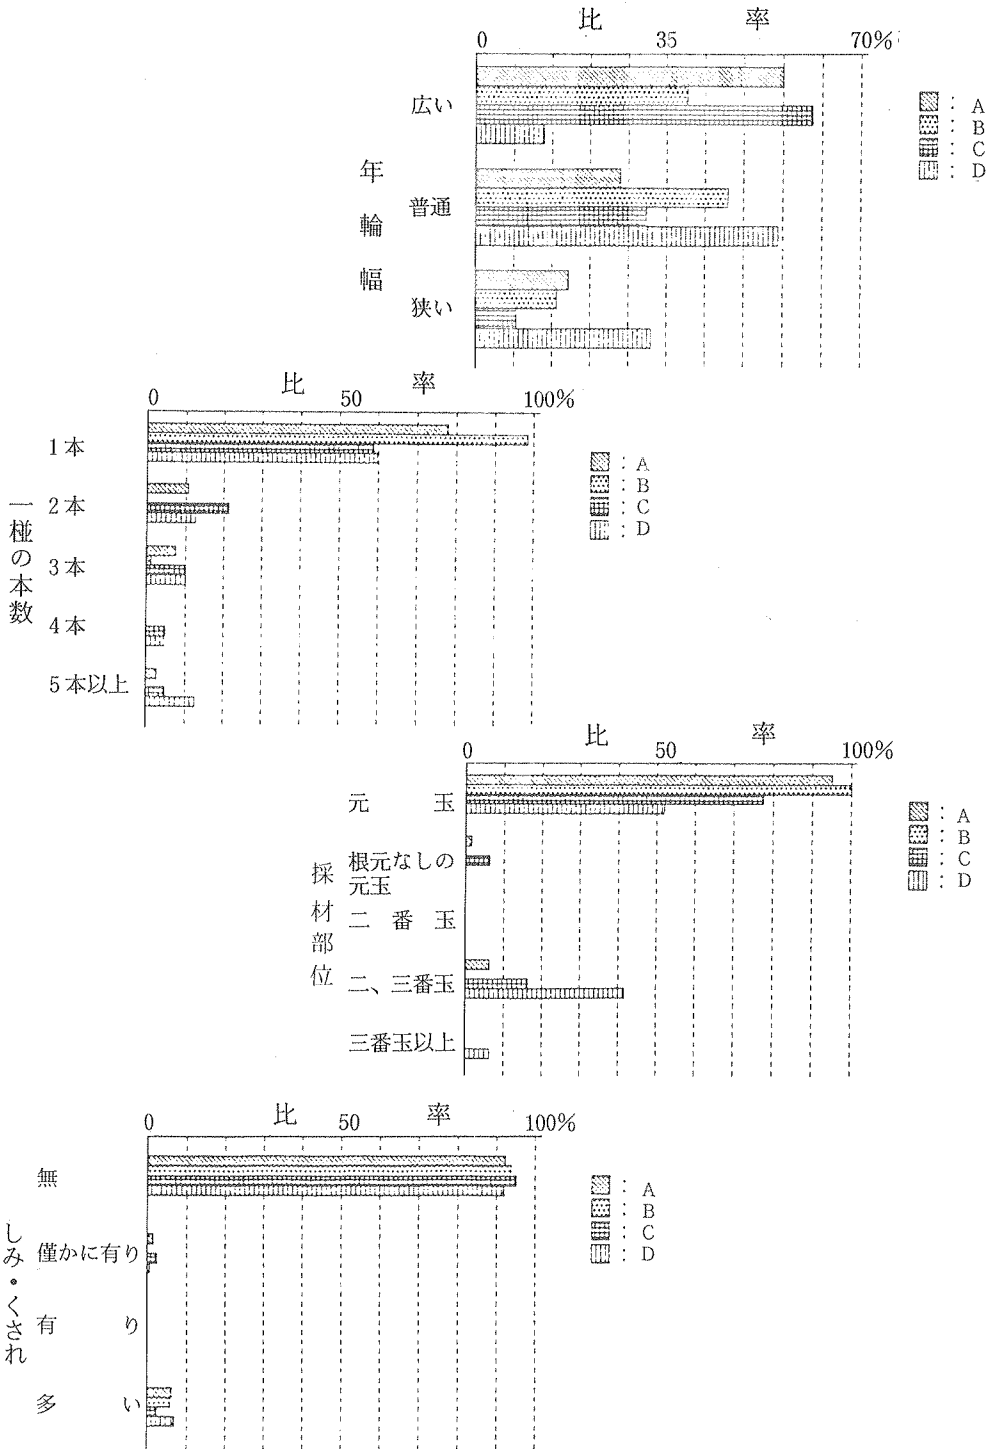 比 率
0 35 70%
年輪幅
広い
普通
狭い
: A
: B
: C
: D
比 率
0 50 100%
一椪の本数
1本
2本
3本
4本
5本以上
: A
: B
: C
: D
比 率
0 50 100%
採材部位
元 玉
根元なしの
元玉
二 番 玉
二、三番玉
三番玉以上
: A
: B
: C
: D
比 率
0 50 100%
しみ・くされ
無
僅かに有り
有 り
多 い
: A
: B
: C
: D